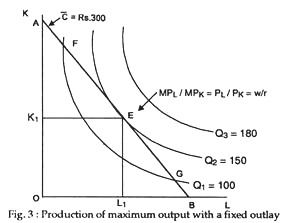 K
A
C̅ = Rs.300
F
MPL / MPK = PL / PK = w/r
E
K1
Q3 = 180
Q2 = 150
G
Q1 = 100
O
L1
B
L
Fig. 3 : Production of maximum output with a fixed outlay